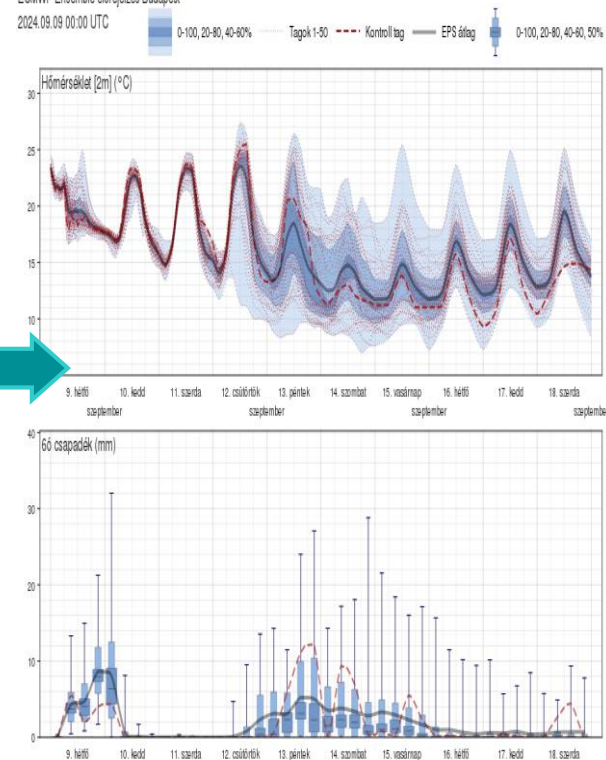 2024.09.09 00:00 UTC
0-100, 20-80, 40-60% Tagok 1-50 Kontroll tag EPS átlag 0-100, 20-80, 40-60, 50%
Hőmérséklet [2m] (°C)
30
25
20
15
10
9. hétfő 10. kedd 11. szerda 12. csütörtök 13. péntek 14. szombat 15. vasárnap 16. hétfő 17. kedd 18. szerda
szeptember szeptember szeptember
6ó csapadék (mm)
40
30
20
10
0
9. hétfő 10. kedd 11. szerda 12. csütörtök 13. péntek 14. szombat 15. vasárnap 16. hétfő 17. kedd 18. szerda